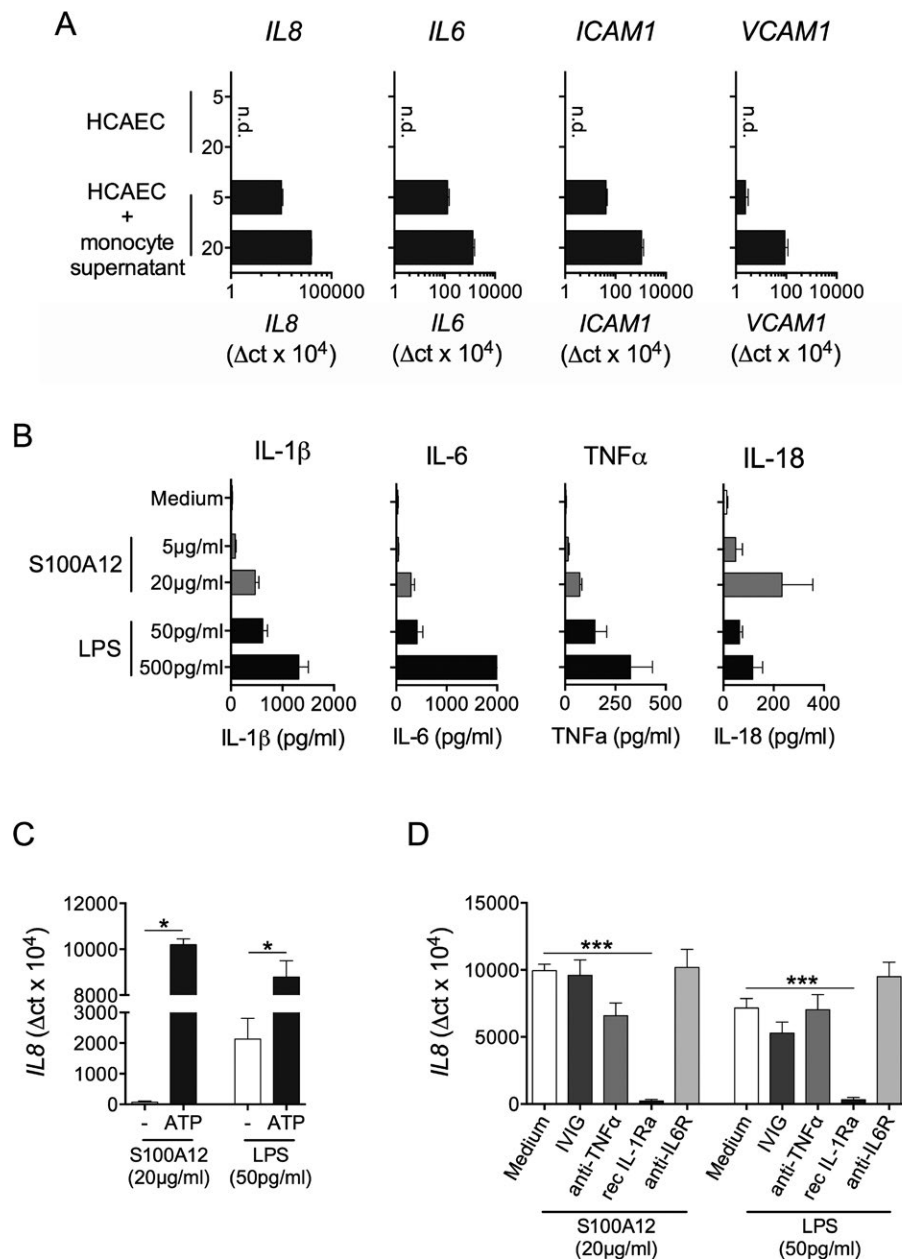 A
IL8 IL6 ICAM1 VCAM1
HCAEC
5
20
n.d. n.d. n.d. n.d.
HCAEC
+
monocyte
supernatant
5
20
1 100000 1 100 10000 1 100 10000 1 100 10000
IL8 IL6 ICAM1 VCAM1
(Δct x 10⁴) (Δct x 10⁴) (Δct x 10⁴) (Δct x 10⁴)
B
IL-1β IL-6 TNFα IL-18
Medium
S100A12
5µg/ml
20µg/ml
LPS
50pg/ml
500pg/ml
0 1000 2000 0 1000 2000 0 250 500 0 200 400
IL-1β (pg/ml) IL-6 (pg/ml) TNFa (pg/ml) IL-18 (pg/ml)
C
IL8 (Δct x 10⁴)
12000
10000
8000
3000
2000
1000
0
* *
- ATP - ATP
S100A12 LPS
(20µg/ml) (50pg/ml)
D
IL8 (Δct x 10⁴)
15000
10000
5000
0
*** ***
Medium IVIG anti-TNFα rec IL-1Ra anti-IL6R Medium IVIG anti-TNFα rec IL-1Ra anti-IL6R
S100A12 LPS
(20µg/ml) (50pg/ml)